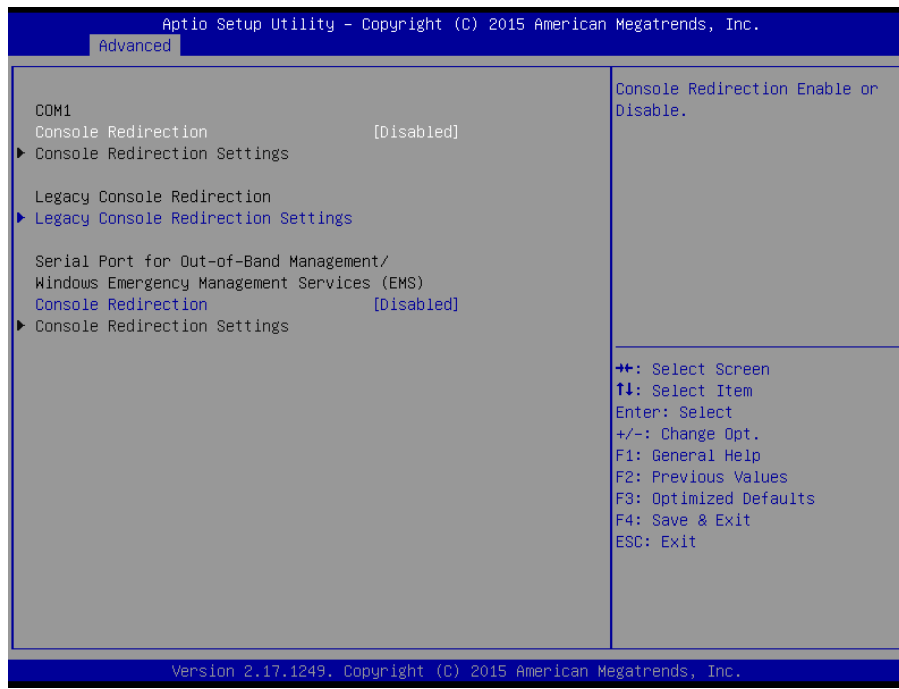 Aptio Setup Utility – Copyright (C) 2015 American Megatrends, Inc.
Advanced
COM1
Console Redirection [Disabled]
▶ Console Redirection Settings
Legacy Console Redirection
▶ Legacy Console Redirection Settings
Serial Port for Out-of-Band Management/
Windows Emergency Management Services (EMS)
Console Redirection [Disabled]
▶ Console Redirection Settings
Console Redirection Enable or
Disable.
→←: Select Screen
↑↓: Select Item
Enter: Select
+/-: Change Opt.
F1: General Help
F2: Previous Values
F3: Optimized Defaults
F4: Save & Exit
ESC: Exit
Version 2.17.1249. Copyright (C) 2015 American Megatrends, Inc.